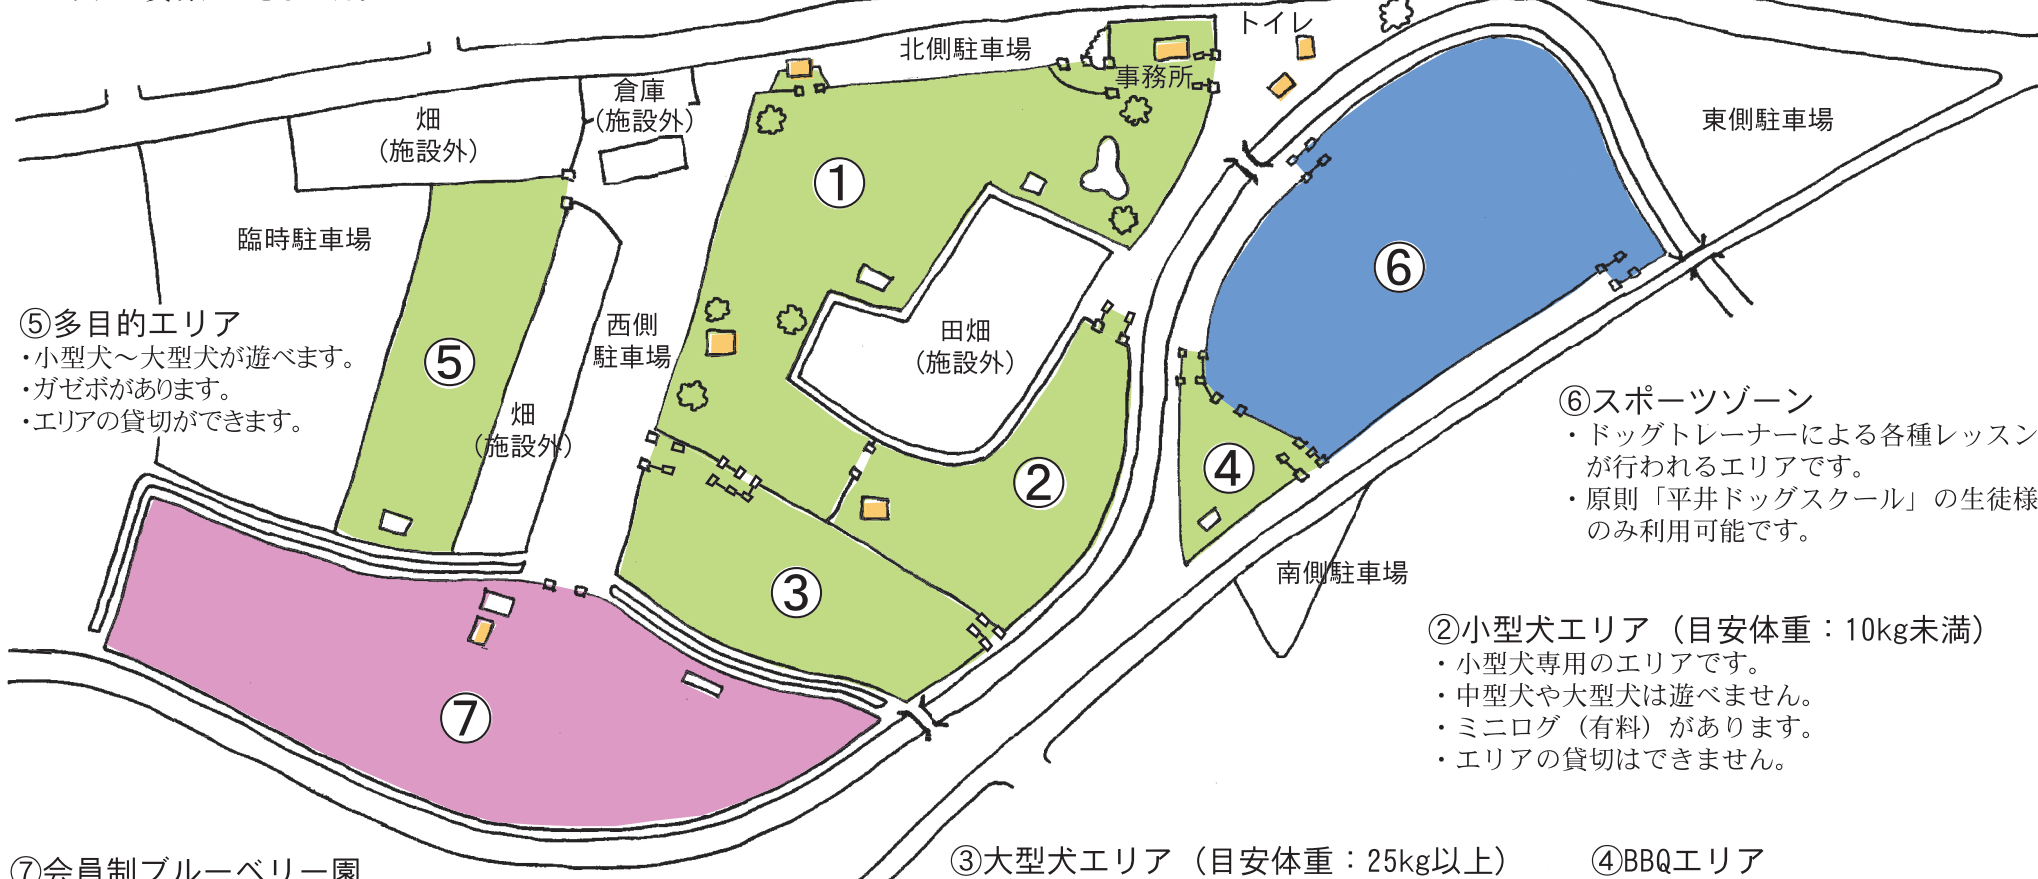 トイレ
北側駐車場
事務所
倉庫
(施設外)
畑
(施設外)
東側駐車場
①
臨時駐車場
⑥
⑤多目的エリア
・小型犬～大型犬が遊べます。
・ガゼボがあります。
・エリアの貸切ができます。
⑤
西側
駐車場
田畑
(施設外)
畑
(施設外)
⑥スポーツゾーン
・ドッグトレーナーによる各種レッスン
が行われるエリアです。
・原則「平井ドッグスクール」の生徒様
のみ利用可能です。
②
④
③
南側駐車場
②小型犬エリア（目安体重：10kg未満）
・小型犬専用のエリアです。
・中型犬や大型犬は遊べません。
・ミニログ（有料）があります。
・エリアの貸切はできません。
⑦
⑦会員制ブルーベリー園
③大型犬エリア（目安体重：25kg以上）
④BBQエリア